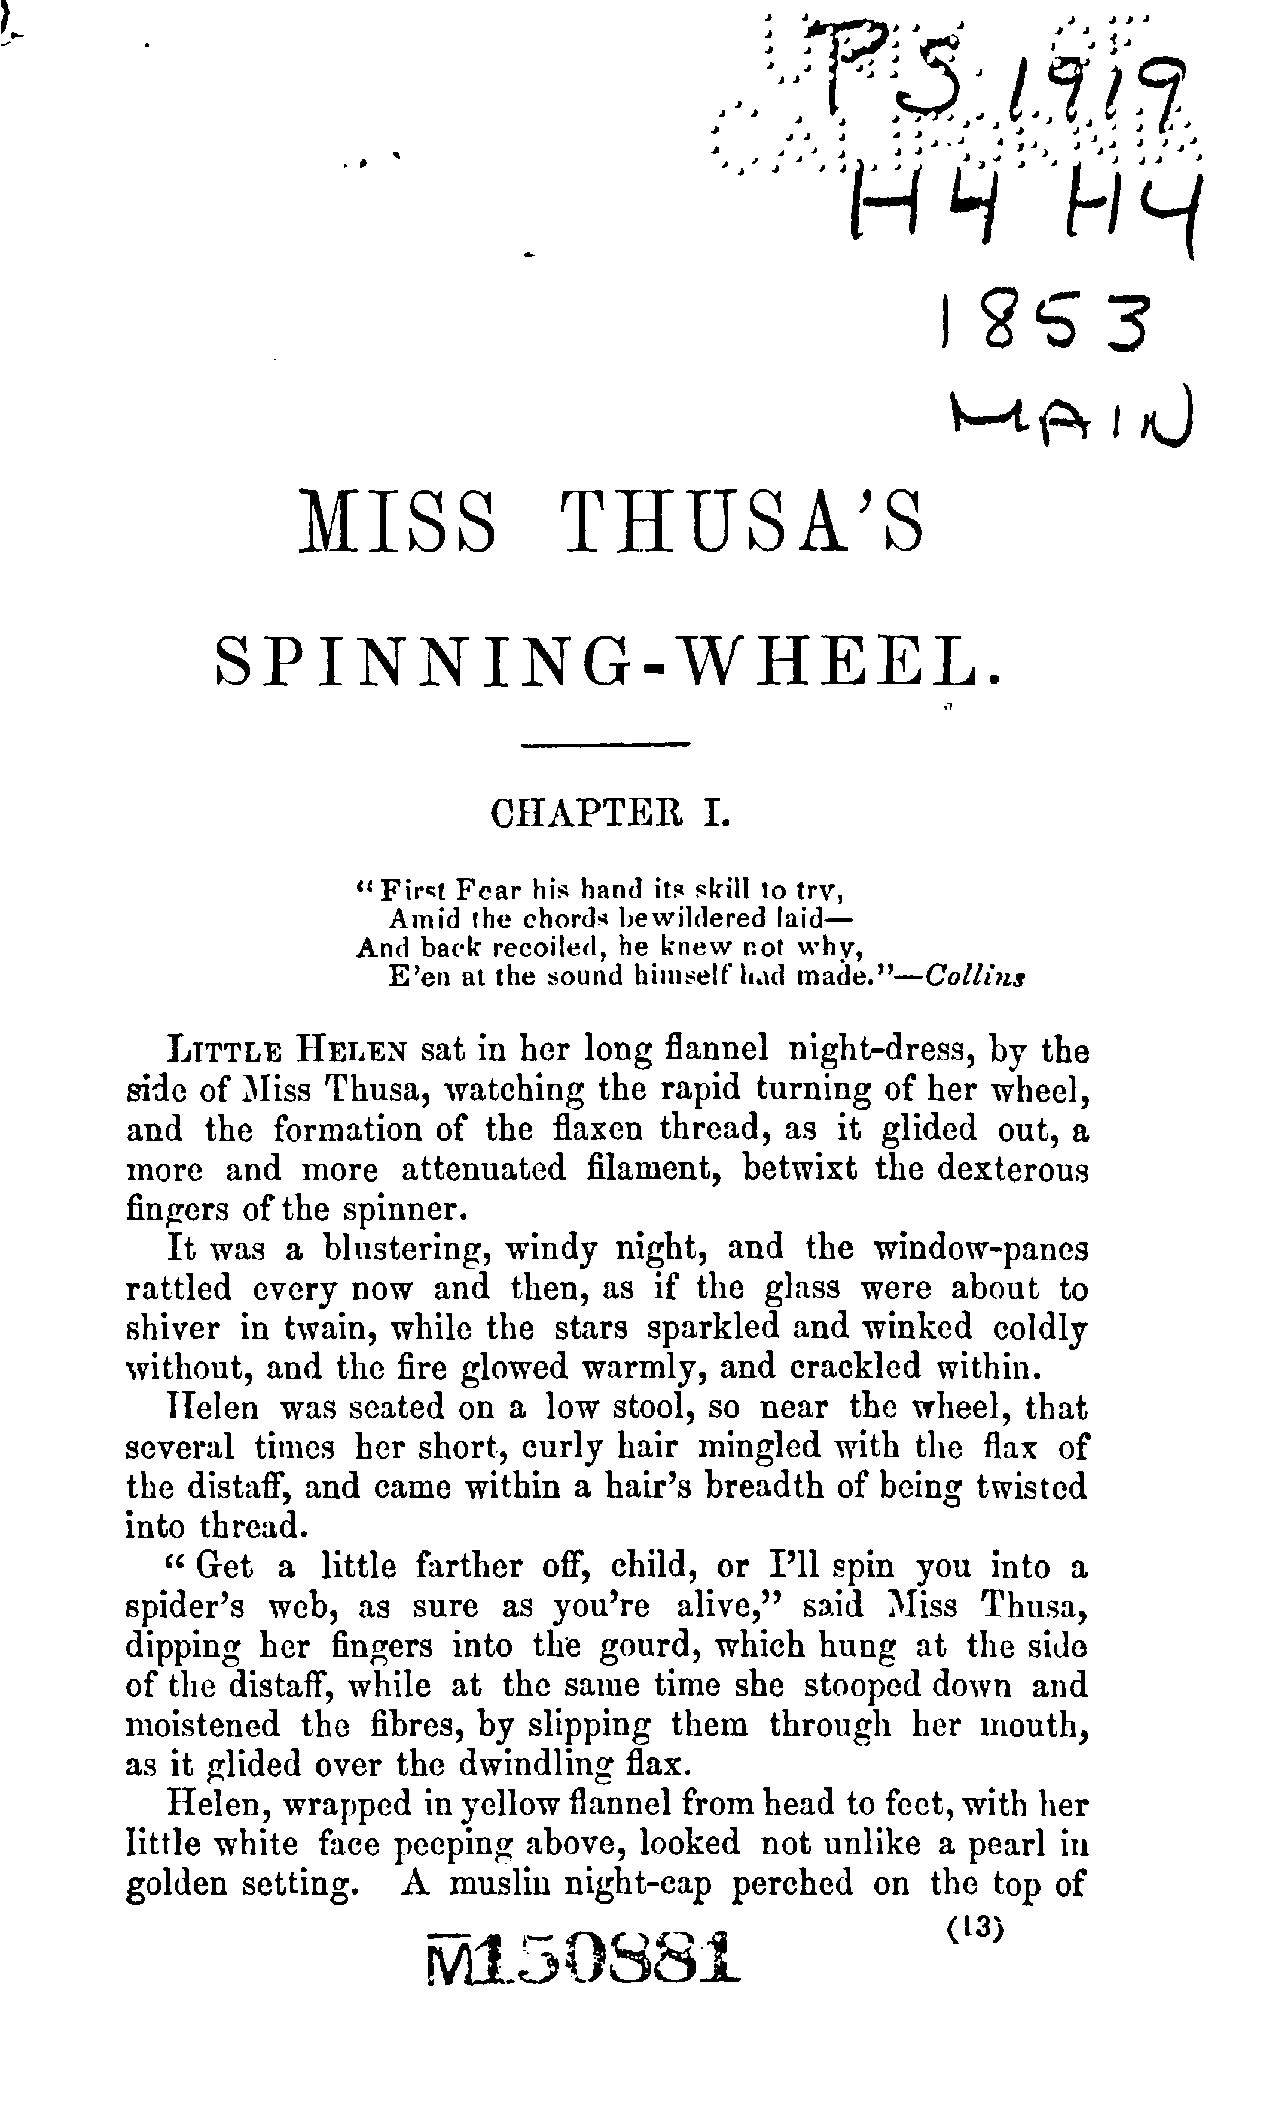 UNIV. OF
CALIFORNIA
PS 1919
H4 H4
1853
MAIN
MISS THUSA'S
SPINNING-WHEEL.
CHAPTER I.
"First Fear his hand its skill to try,
Amid the chords bewildered laid—
And back recoiled, he knew not why,
E'en at the sound himself had made."—Collins
LITTLE HELEN sat in her long flannel night-dress, by the
side of Miss Thusa, watching the rapid turning of her wheel,
and the formation of the flaxen thread, as it glided out, a
more and more attenuated filament, betwixt the dexterous
fingers of the spinner.
It was a blustering, windy night, and the window-panes
rattled every now and then, as if the glass were about to
shiver in twain, while the stars sparkled and winked coldly
without, and the fire glowed warmly, and crackled within.
Helen was seated on a low stool, so near the wheel, that
several times her short, curly hair mingled with the flax of
the distaff, and came within a hair's breadth of being twisted
into thread.
"Get a little farther off, child, or I'll spin you into a
spider's web, as sure as you're alive," said Miss Thusa,
dipping her fingers into the gourd, which hung at the side
of the distaff, while at the same time she stooped down and
moistened the fibres, by slipping them through her mouth,
as it glided over the dwindling flax.
Helen, wrapped in yellow flannel from head to feet, with her
little white face peeping above, looked not unlike a pearl in
golden setting. A muslin night-cap perched on the top of
(13)
M150881